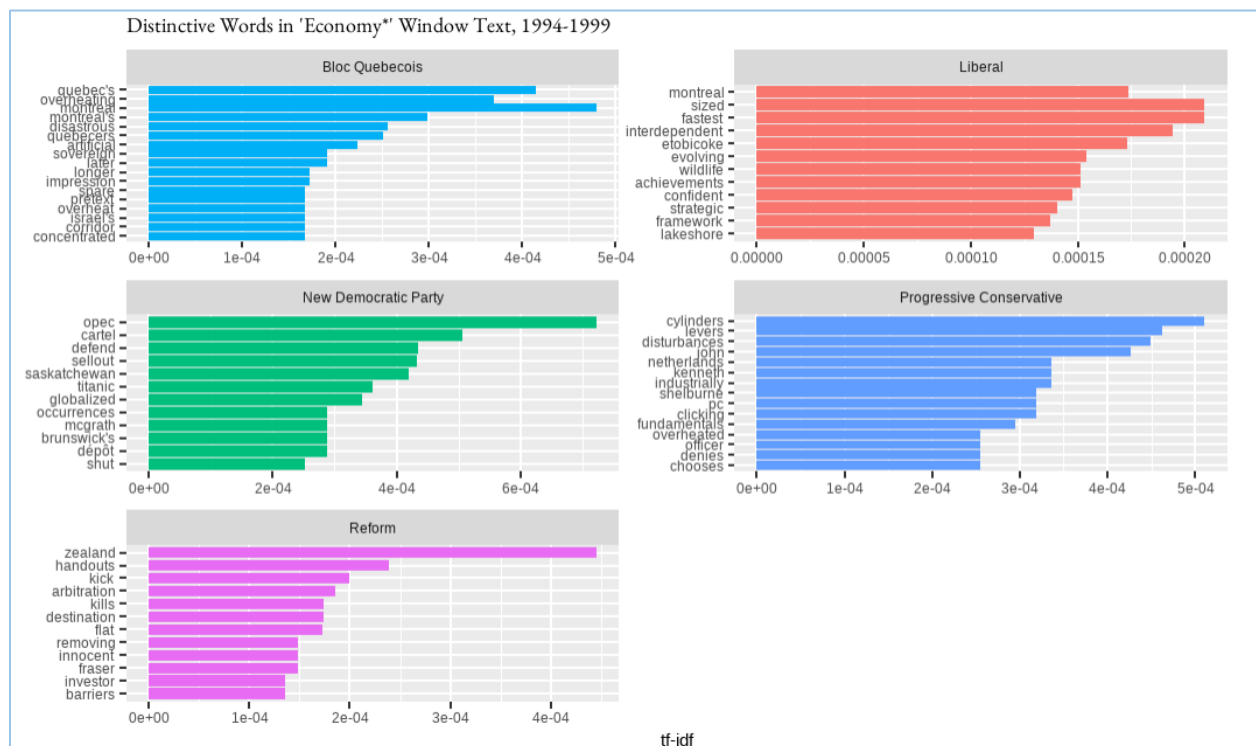 Distinctive Words in 'Economy*' Window Text, 1994-1999
Bloc Quebecois
quebec's
overheating
montreal
montreal's
disastrous
quebecers
artificial
sovereign
later
longer
impression
spare
pretext
overheat
israel's
corridor
concentrated
0e+00 1e-04 2e-04 3e-04 4e-04 5e-04
Liberal
montreal
sized
fastest
interdependent
etobicoke
evolving
wildlife
achievements
confident
strategic
framework
lakeshore
0.00000 0.00005 0.00010 0.00015 0.00020
New Democratic Party
opec
cartel
defend
sellout
saskatchewan
titanic
globalized
occurrences
mcgrath
brunswick's
dépôt
shut
0e+00 2e-04 4e-04 6e-04
Progressive Conservative
cylinders
levers
disturbances
john
netherlands
kenneth
industrially
shelburne
pc
clicking
fundamentals
overheated
officer
denies
chooses
0e+00 1e-04 2e-04 3e-04 4e-04 5e-04
Reform
zealand
handouts
kick
arbitration
kills
destination
flat
removing
innocent
fraser
investor
barriers
0e+00 1e-04 2e-04 3e-04 4e-04
tf-idf